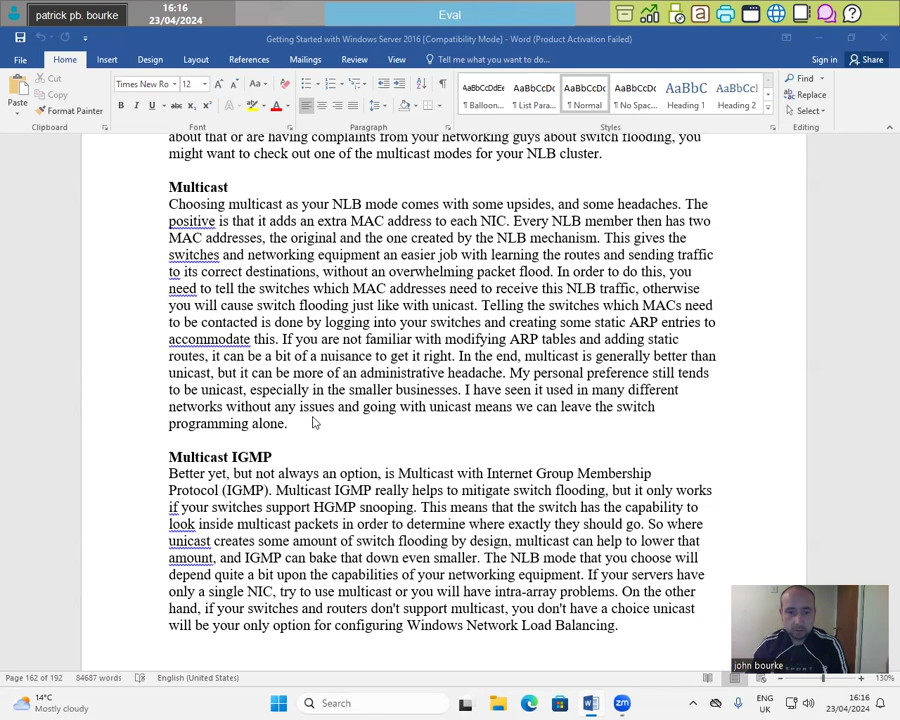 patrick pb. bourke
16:16
23/04/2024
Eval
Getting Started with Windows Server 2016 [Compatibility Mode] - Word (Product Activation Failed)
File Home Insert Design Layout References Mailings Review View Tell me what you want to do... Sign in Share
Paste
Cut
Copy
Format Painter
Clipboard
Times New Ro 12
Font
Paragraph
AaBbCcDdEe AaBbCcDc AaBbCcDc AaBbCcDc AaBbC AaBbCcI
¶ Balloon... ¶ List Para... ¶ Normal ¶ No Spac... Heading 1 Heading 2
Styles
Find
Replace
Select
Editing
about that or are having complaints from your networking guys about switch flooding, you
might want to check out one of the multicast modes for your NLB cluster.
Multicast
Choosing multicast as your NLB mode comes with some upsides, and some headaches. The
positive is that it adds an extra MAC address to each NIC. Every NLB member then has two
MAC addresses, the original and the one created by the NLB mechanism. This gives the
switches and networking equipment an easier job with learning the routes and sending traffic
to its correct destinations, without an overwhelming packet flood. In order to do this, you
need to tell the switches which MAC addresses need to receive this NLB traffic, otherwise
you will cause switch flooding just like with unicast. Telling the switches which MACs need
to be contacted is done by logging into your switches and creating some static ARP entries to
accommodate this. If you are not familiar with modifying ARP tables and adding static
routes, it can be a bit of a nuisance to get it right. In the end, multicast is generally better than
unicast, but it can be more of an administrative headache. My personal preference still tends
to be unicast, especially in the smaller businesses. I have seen it used in many different
networks without any issues and going with unicast means we can leave the switch
programming alone.
Multicast IGMP
Better yet, but not always an option, is Multicast with Internet Group Membership
Protocol (IGMP). Multicast IGMP really helps to mitigate switch flooding, but it only works
if your switches support HGMP snooping. This means that the switch has the capability to
look inside multicast packets in order to determine where exactly they should go. So where
unicast creates some amount of switch flooding by design, multicast can help to lower that
amount, and IGMP can bake that down even smaller. The NLB mode that you choose will
depend quite a bit upon the capabilities of your networking equipment. If your servers have
only a single NIC, try to use multicast or you will have intra-array problems. On the other
hand, if your switches and routers don't support multicast, you don't have a choice unicast
will be your only option for configuring Windows Network Load Balancing.
john bourke
Page 162 of 192 84687 words English (United States) 130%
14°C
Mostly cloudy
Search
ENG
UK
16:16
23/04/2024